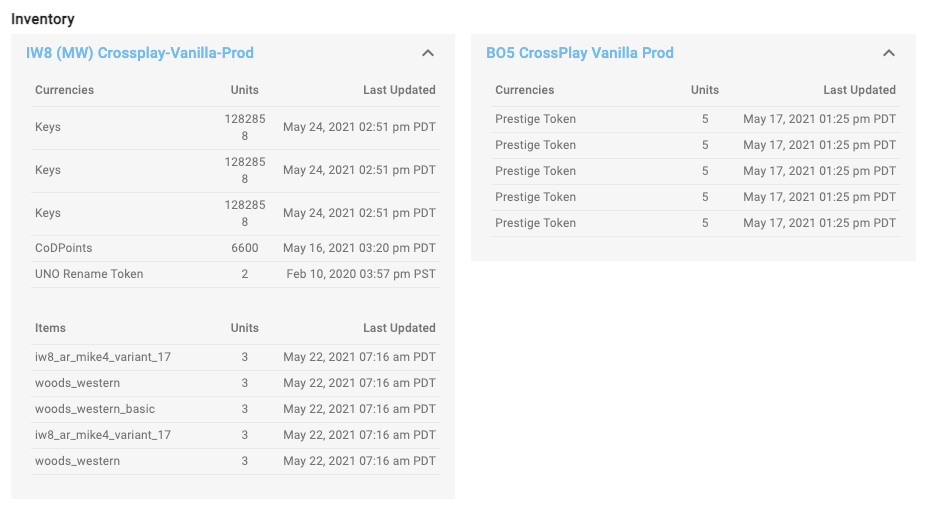 Inventory
IW8 (MW) Crossplay-Vanilla-Prod
Currencies Units Last Updated
Keys 128285 8 May 24, 2021 02:51 pm PDT
Keys 128285 8 May 24, 2021 02:51 pm PDT
Keys 128285 8 May 24, 2021 02:51 pm PDT
CoDPoints 6600 May 16, 2021 03:20 pm PDT
UNO Rename Token 2 Feb 10, 2020 03:57 pm PST
Items Units Last Updated
iw8_ar_mike4_variant_17 3 May 22, 2021 07:16 am PDT
woods_western 3 May 22, 2021 07:16 am PDT
woods_western_basic 3 May 22, 2021 07:16 am PDT
iw8_ar_mike4_variant_17 3 May 22, 2021 07:16 am PDT
woods_western 3 May 22, 2021 07:16 am PDT
BO5 CrossPlay Vanilla Prod
Currencies Units Last Updated
Prestige Token 5 May 17, 2021 01:25 pm PDT
Prestige Token 5 May 17, 2021 01:25 pm PDT
Prestige Token 5 May 17, 2021 01:25 pm PDT
Prestige Token 5 May 17, 2021 01:25 pm PDT
Prestige Token 5 May 17, 2021 01:25 pm PDT